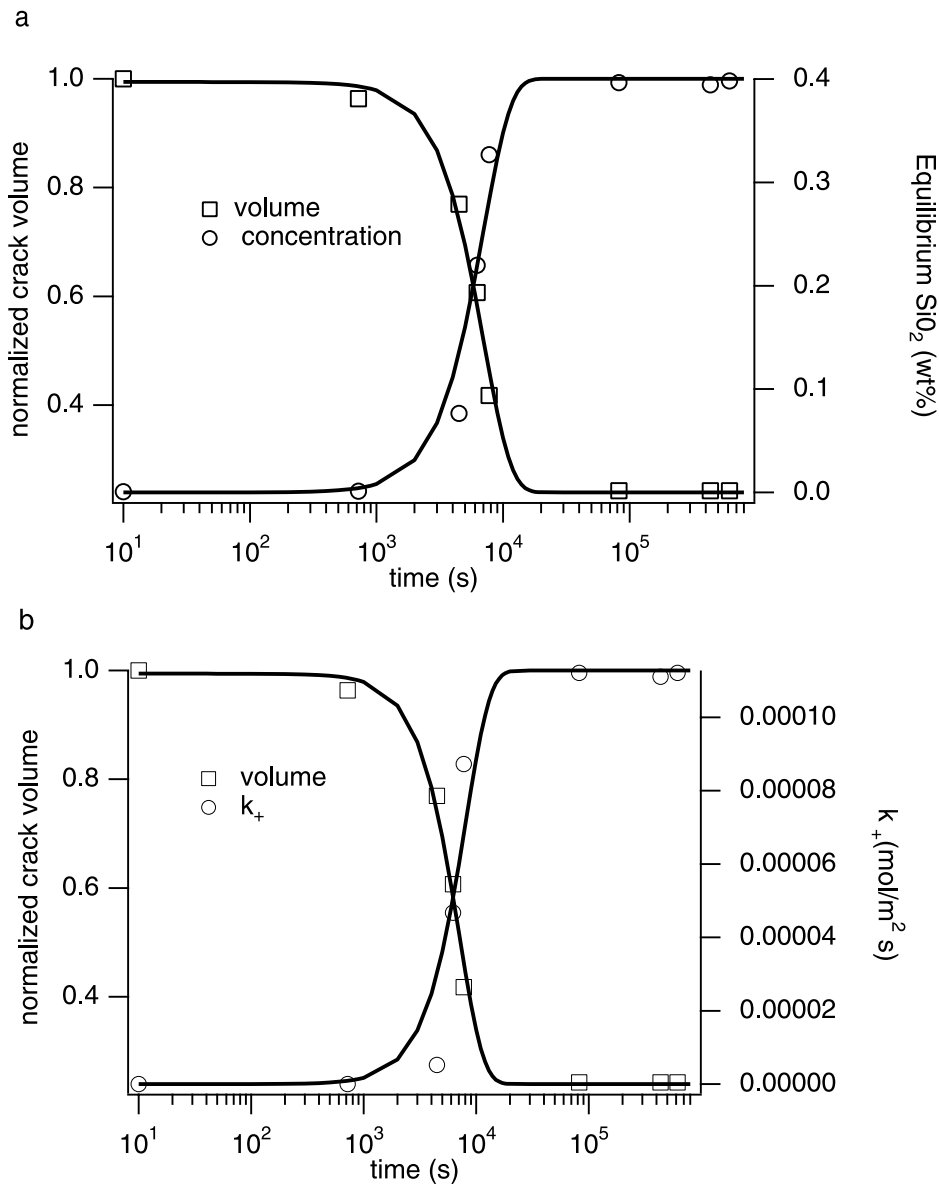 a
1.0
0.8
0.6
0.4
normalized crack volume
volume
concentration
0.4
0.3
0.2
0.1
0.0
Equilibrium Si0₂ (wt%)
10¹ 10² 10³ 10⁴ 10⁵
time (s)
b
1.0
0.8
0.6
0.4
normalized crack volume
volume
k₊
0.00010
0.00008
0.00006
0.00004
0.00002
0.00000
k₊(mol/m² s)
10¹ 10² 10³ 10⁴ 10⁵
time (s)